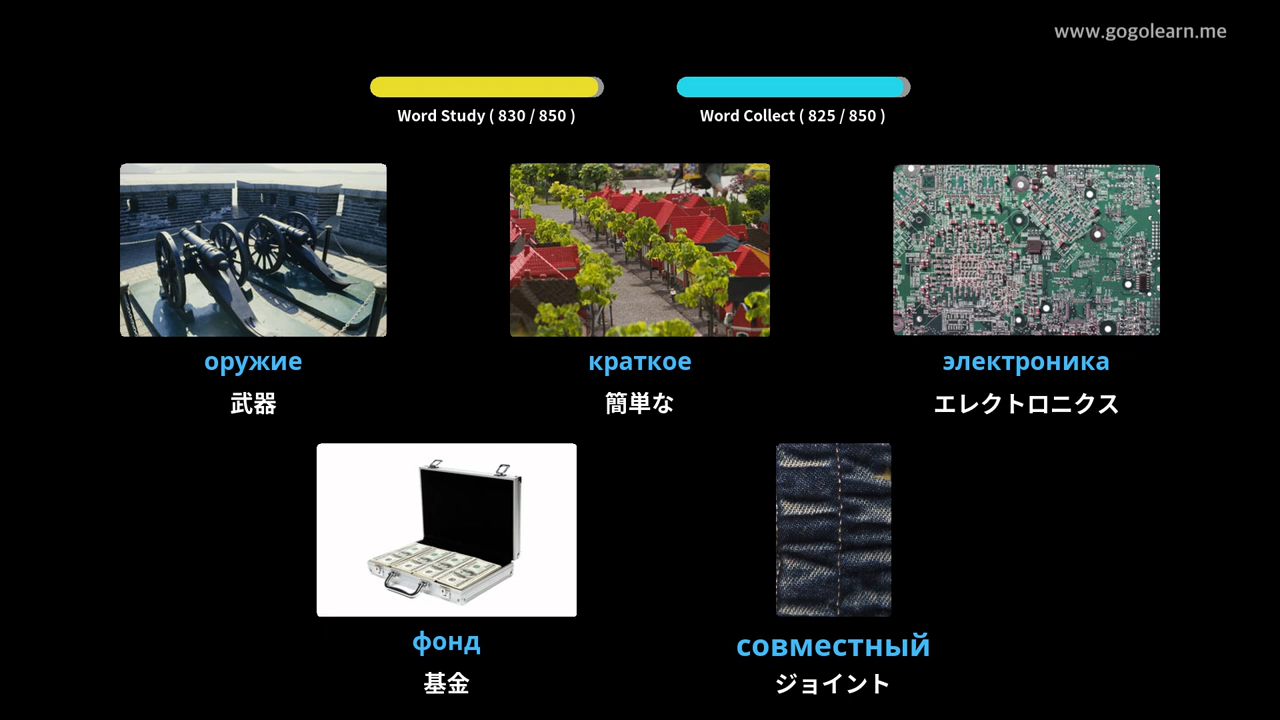 www.gogolearn.me
Word Study ( 830 / 850 )
Word Collect ( 825 / 850 )
оружие
武器
краткое
簡単な
электроника
エレクトロニクス
фонд
基金
совместный
ジョイント